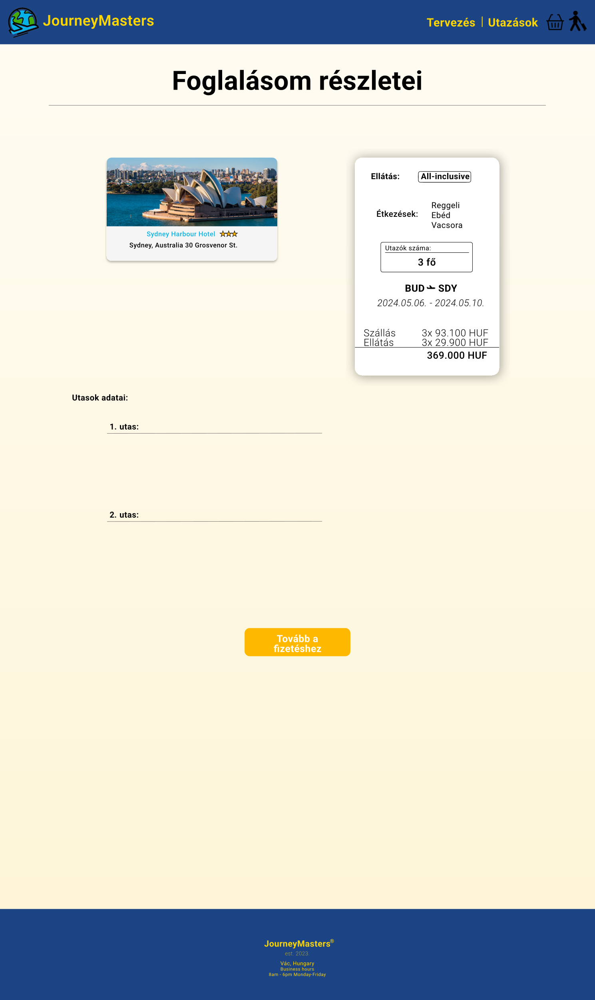 JourneyMasters
Tervezés | Utazások
Foglalásom részletei
Sydney Harbour Hotel
Sydney, Australia 30 Grosvenor St.
Ellátás: All-inclusive
Étkezések:
Reggeli
Ebéd
Vacsora
Utazók száma:
3 fő
BUD SDY
2024.05.06. - 2024.05.10.
Szállás 3x 93.100 HUF
Ellátás 3x 29.900 HUF
369.000 HUF
Utasok adatai:
1. utas:
2. utas:
Tovább a
fizetéshez
JourneyMasters®
est. 2023.
Vác, Hungary
Business hours
8am - 6pm Monday-Friday